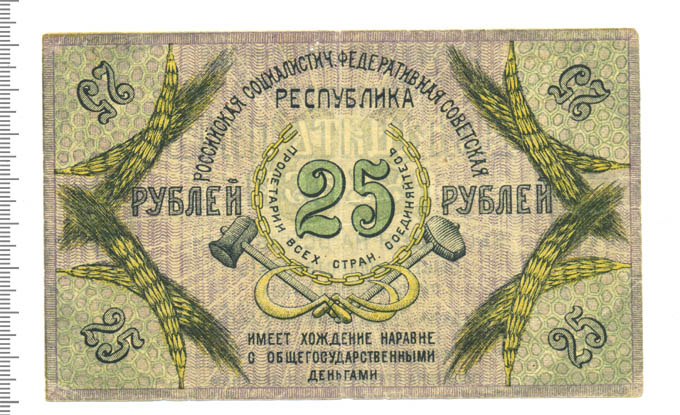 25 25
РОССИЙСКАЯ СОЦИАЛИСТИЧ. ФЕДЕРАТИВНАЯ СОВЕТСКАЯ
РЕСПУБЛИКА
ПРОЛЕТАРИИ ВСЕХ СТРАН, СОЕДИНЯЙТЕСЬ
РУБЛЕЙ 25 РУБЛЕЙ
ИМЕЕТ ХОЖДЕНИЕ НАРАВНЕ
С ОБЩЕГОСУДАРСТВЕННЫМИ
ДЕНЬГАМИ
25 25